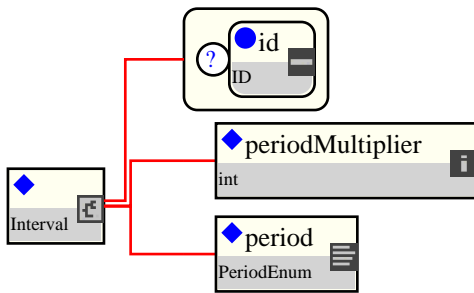 ?
id
ID
periodMultiplier
int
Interval
period
PeriodEnum